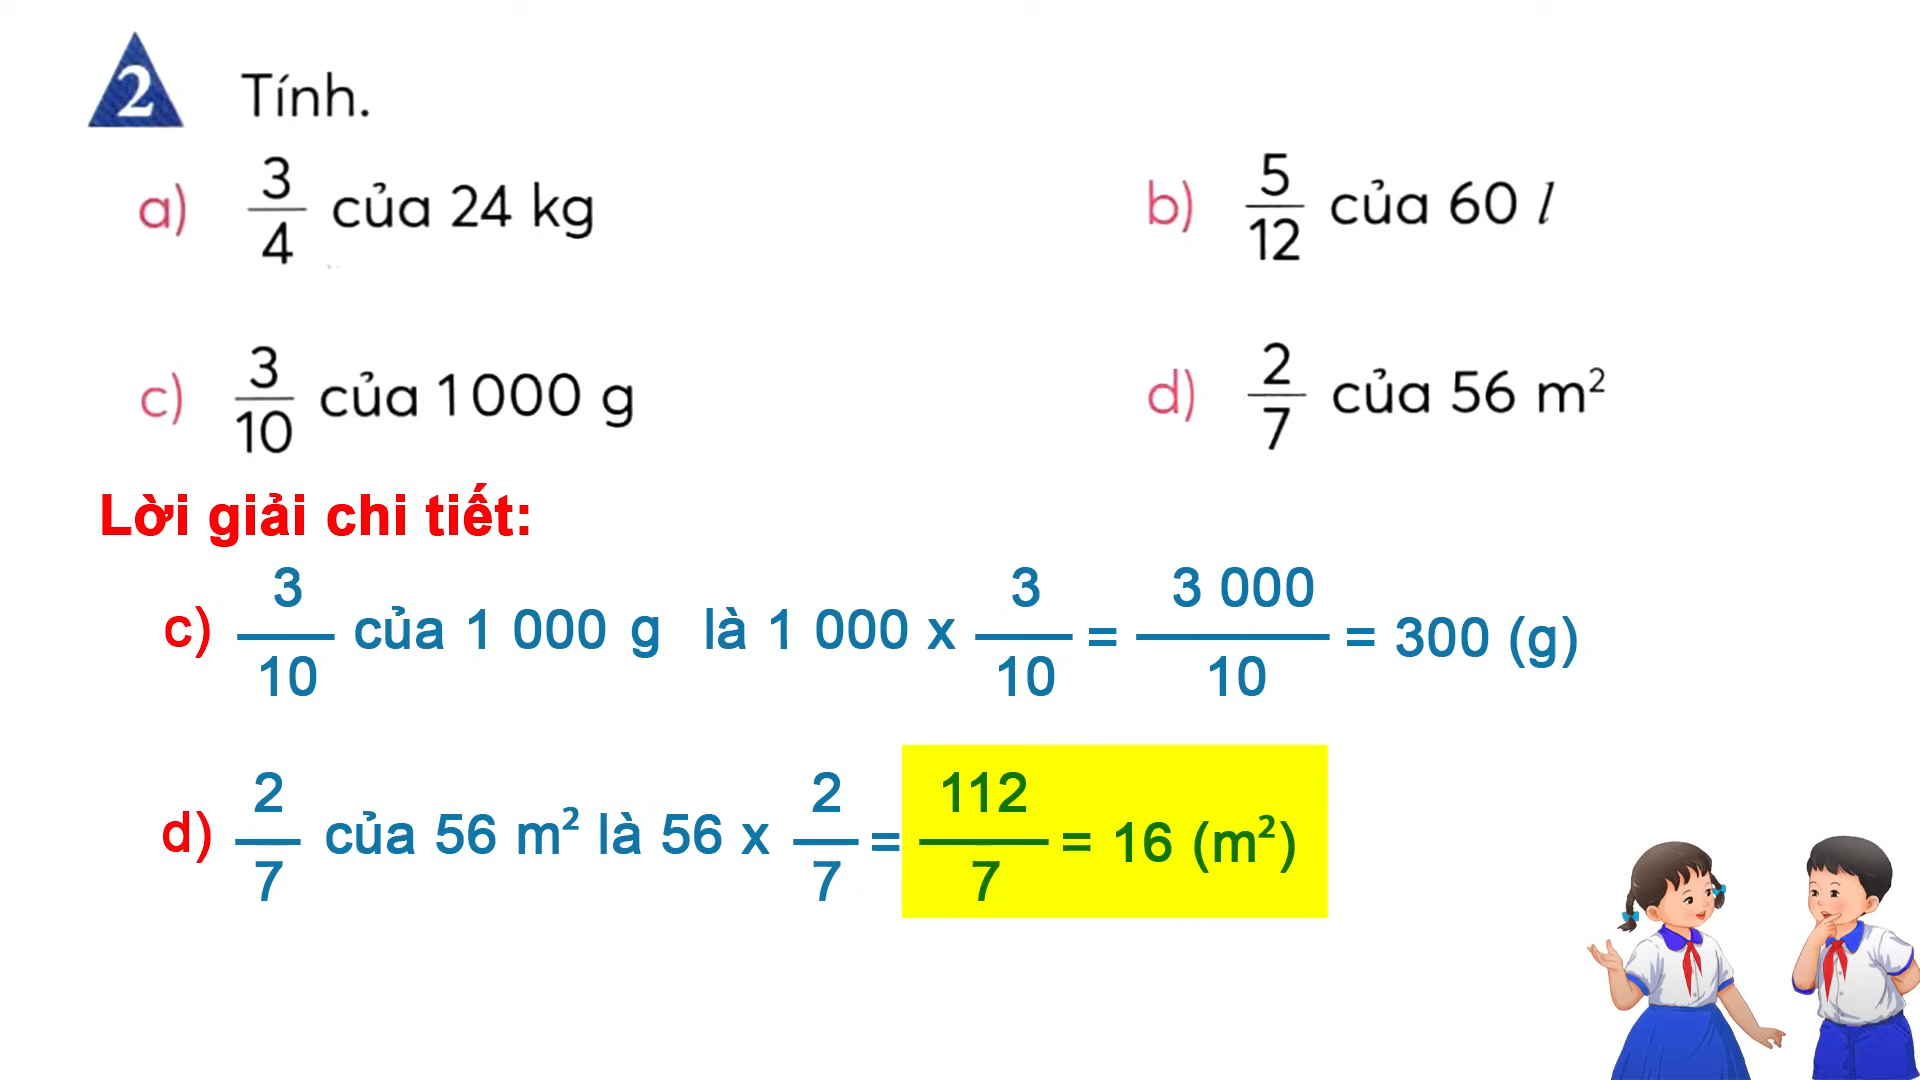 2 Tính.
a) 3/4 của 24 kg
b) 5/12 của 60 l
c) 3/10 của 1000 g
d) 2/7 của 56 m²
Lời giải chi tiết:
c) 3/10 của 1 000 g là 1 000 x 3/10 = 3 000/10 = 300 (g)
d) 2/7 của 56 m² là 56 x 2/7 = 112/7 = 16 (m²)